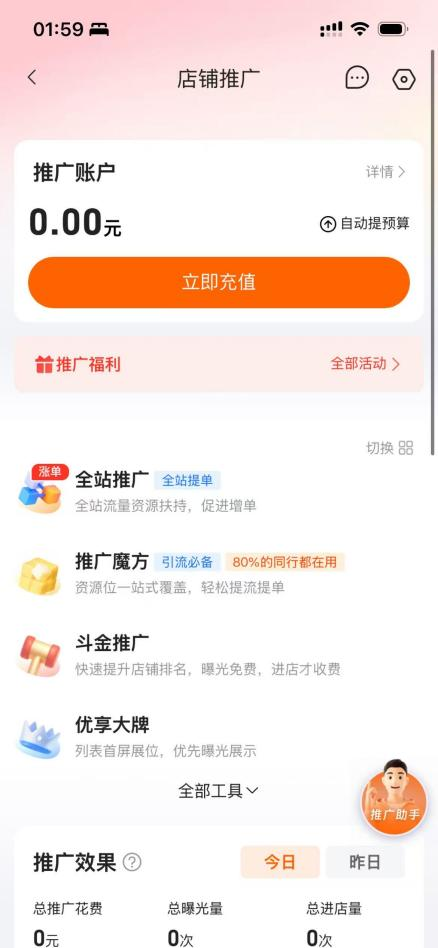 01:59
店铺推广
推广账户
详情
0.00元
自动提预算
立即充值
推广福利
全部活动
切换
涨单
全站推广 全站提单
全站流量资源扶持，促进增单
推广魔方 引流必备 80%的同行都在用
资源位一站式覆盖，轻松提流提单
斗金推广
快速提升店铺排名，曝光免费，进店才收费
优享大牌
列表首屏展位，优先曝光展示
全部工具
推广助手
推广效果
今日
昨日
总推广花费 总曝光量 总进店量
0元 0次 0次